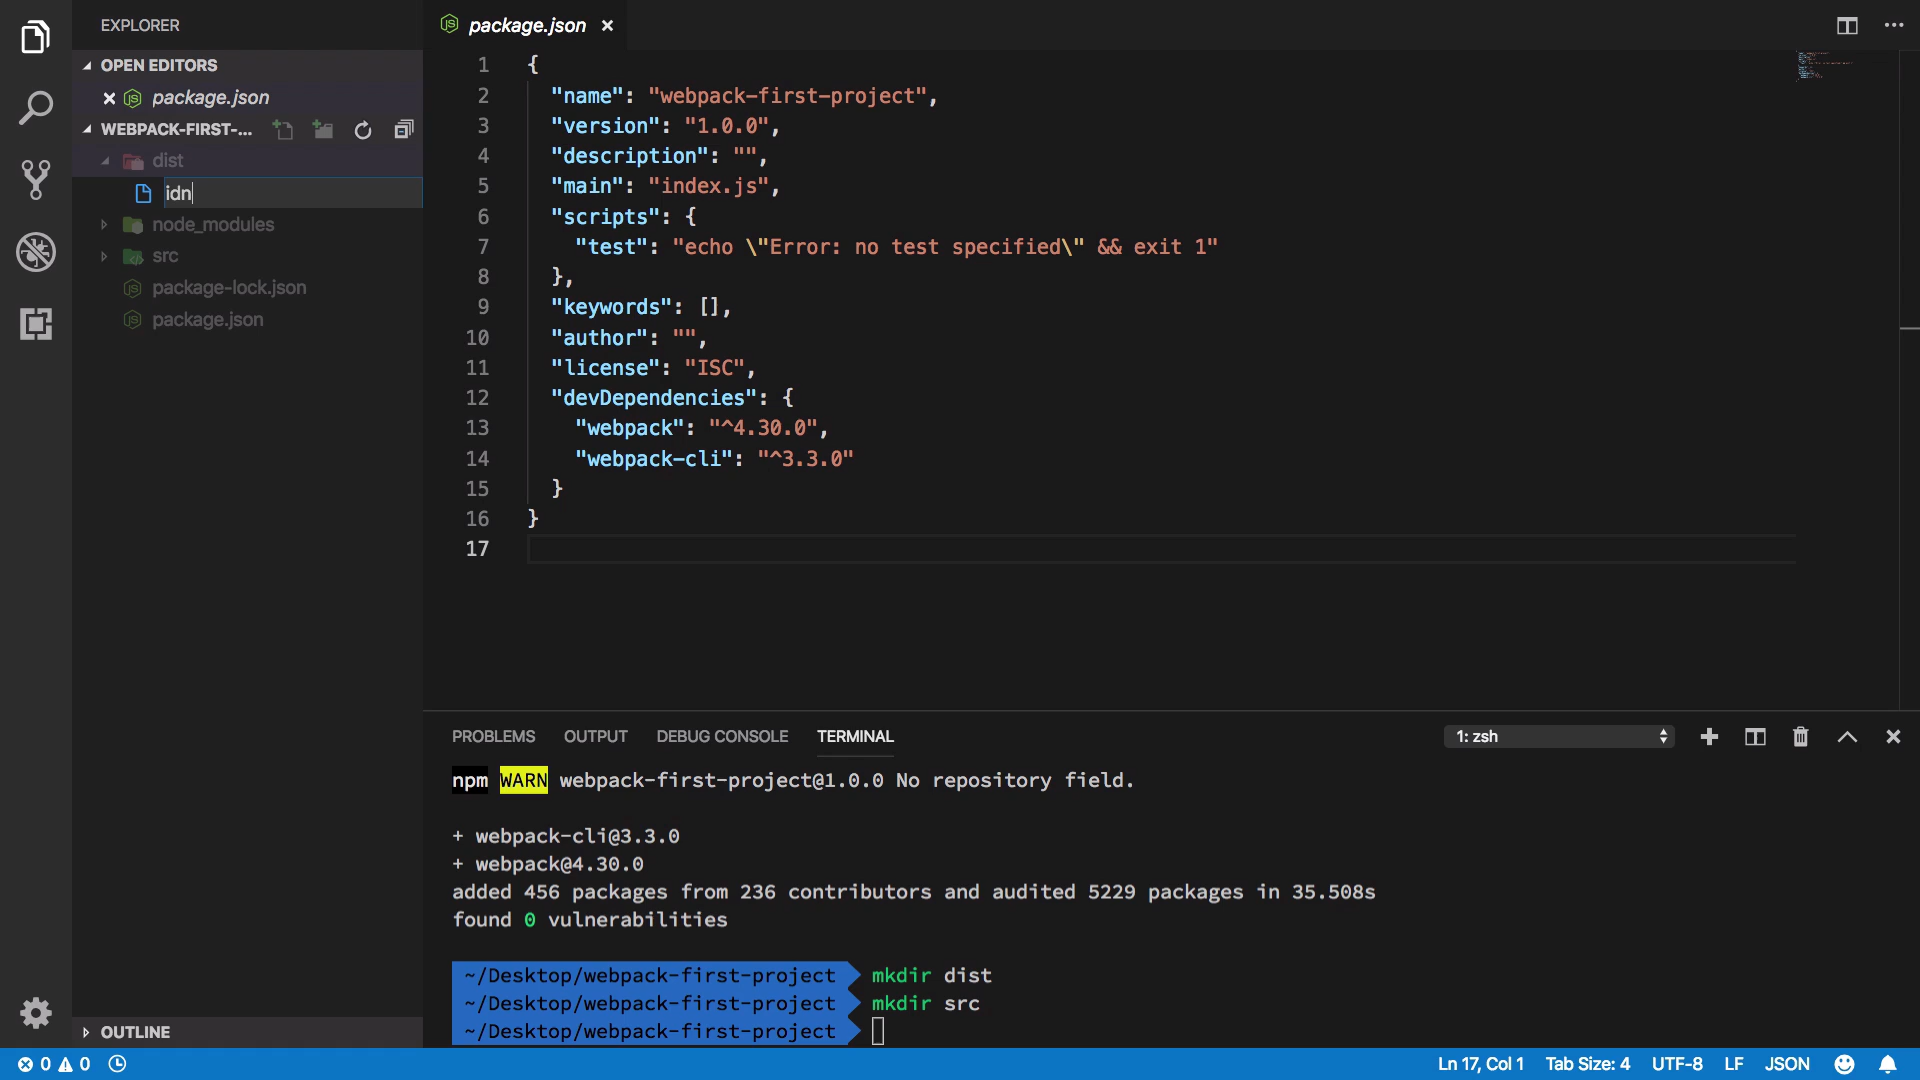 EXPLORER
OPEN EDITORS
package.json
WEBPACK-FIRST-...
dist
idn
node_modules
src
package-lock.json
package.json
OUTLINE
package.json
1 {
2 "name": "webpack-first-project",
3 "version": "1.0.0",
4 "description": "",
5 "main": "index.js",
6 "scripts": {
7 "test": "echo \"Error: no test specified\" && exit 1"
8 },
9 "keywords": [],
10 "author": "",
11 "license": "ISC",
12 "devDependencies": {
13 "webpack": "^4.30.0",
14 "webpack-cli": "^3.3.0"
15 }
16 }
17
PROBLEMS OUTPUT DEBUG CONSOLE TERMINAL 1: zsh
npm WARN webpack-first-project@1.0.0 No repository field.
+ webpack-cli@3.3.0
+ webpack@4.30.0
added 456 packages from 236 contributors and audited 5229 packages in 35.508s
found 0 vulnerabilities
~/Desktop/webpack-first-project mkdir dist
~/Desktop/webpack-first-project mkdir src
~/Desktop/webpack-first-project
0 0 Ln 17, Col 1 Tab Size: 4 UTF-8 LF JSON